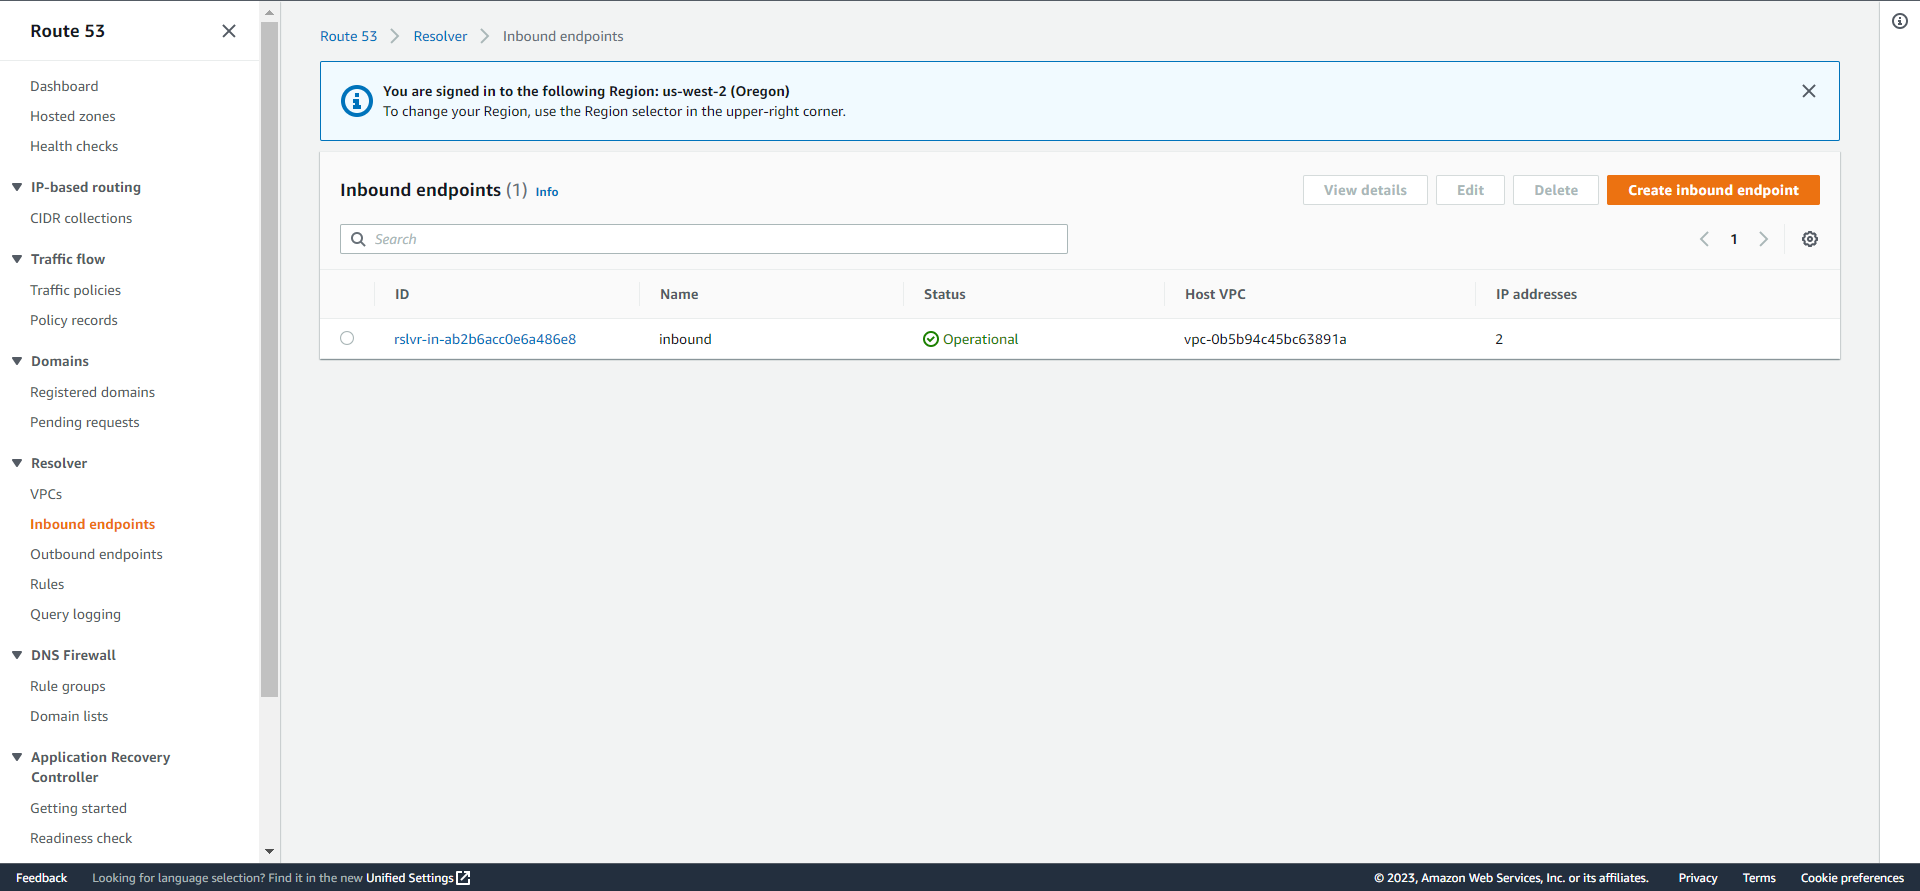 Route 53
Dashboard
Hosted zones
Health checks
IP-based routing
CIDR collections
Traffic flow
Traffic policies
Policy records
Domains
Registered domains
Pending requests
Resolver
VPCs
Inbound endpoints
Outbound endpoints
Rules
Query logging
DNS Firewall
Rule groups
Domain lists
Application Recovery
Controller
Getting started
Readiness check
Route 53 Resolver Inbound endpoints
You are signed in to the following Region: us-west-2 (Oregon)
To change your Region, use the Region selector in the upper-right corner.
Inbound endpoints (1) Info
View details Edit Delete Create inbound endpoint
Search
1
ID Name Status Host VPC IP addresses
rslvr-in-ab2b6acc0e6a486e8 inbound Operational vpc-0b5b94c45bc63891a 2
Feedback Looking for language selection? Find it in the new Unified Settings © 2023, Amazon Web Services, Inc. or its affiliates. Privacy Terms Cookie preferences